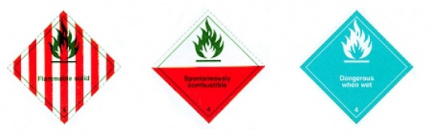 Flammable solid
4
Spontaneously
combustible
4
Dangerous
when wet
4